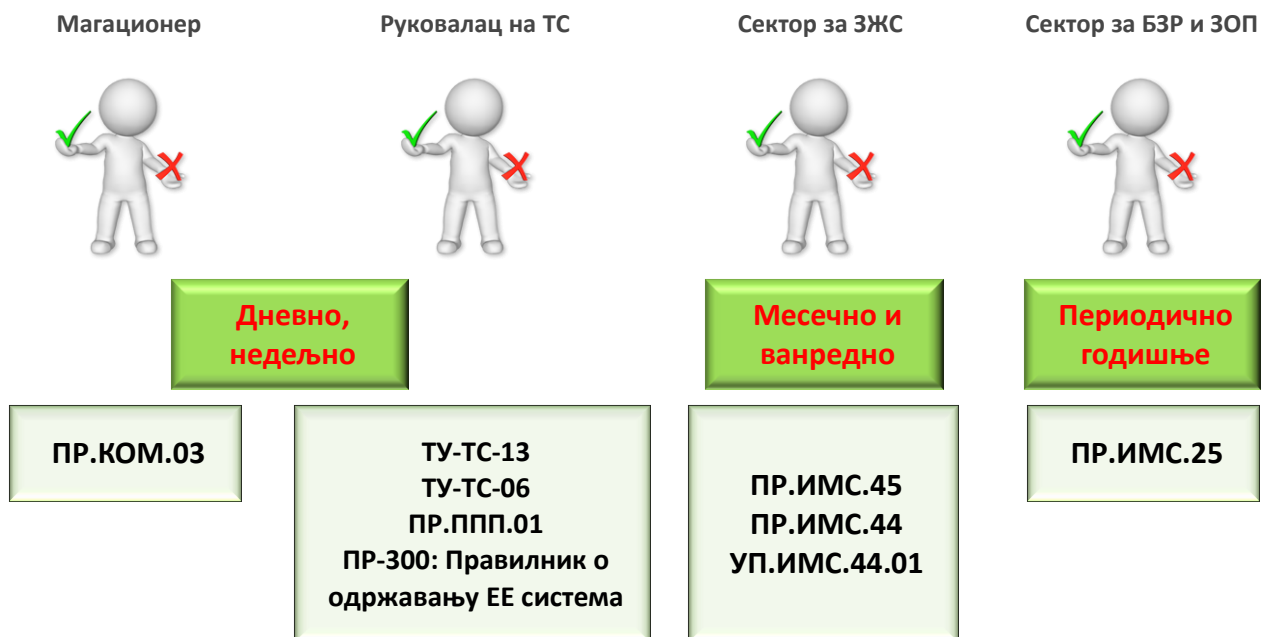 Магационер
Руковалац на ТС
Сектор за ЗЖС
Сектор за БЗР и ЗОП
Дневно,
недељно
Месечно и
ванредно
Периодично
годишње
ПР.КОМ.03
ТУ-ТС-13
ТУ-ТС-06
ПР.ППП.01
ПР-300: Правилник о
одржавању ЕЕ система
ПР.ИМС.45
ПР.ИМС.44
УП.ИМС.44.01
ПР.ИМС.25